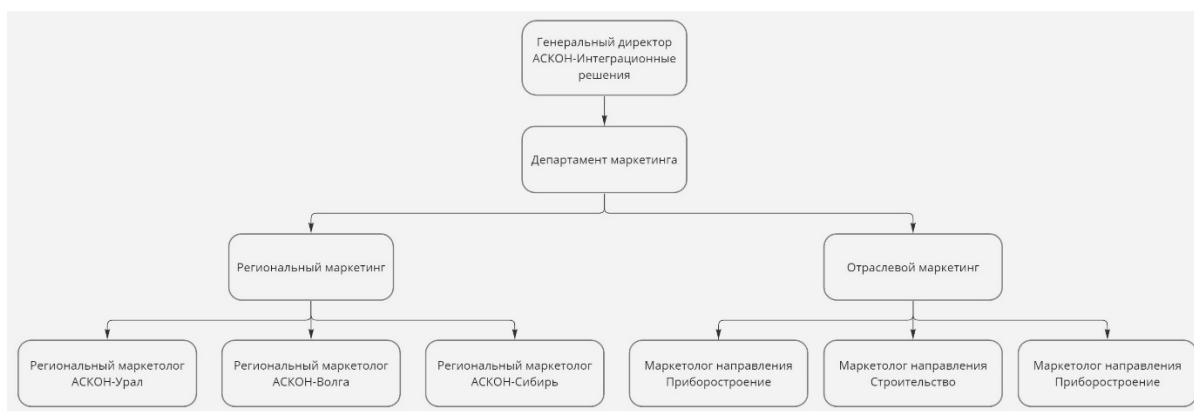 Генеральный директор
АСКОН-Интеграционные
решения
Департамент маркетинга
Региональный маркетинг
Отраслевой маркетинг
Региональный маркетолог
АСКОН-Урал
Региональный маркетолог
АСКОН-Волга
Региональный маркетолог
АСКОН-Сибирь
Маркетолог направления
Приборостроение
Маркетолог направления
Строительство
Маркетолог направления
Приборостроение